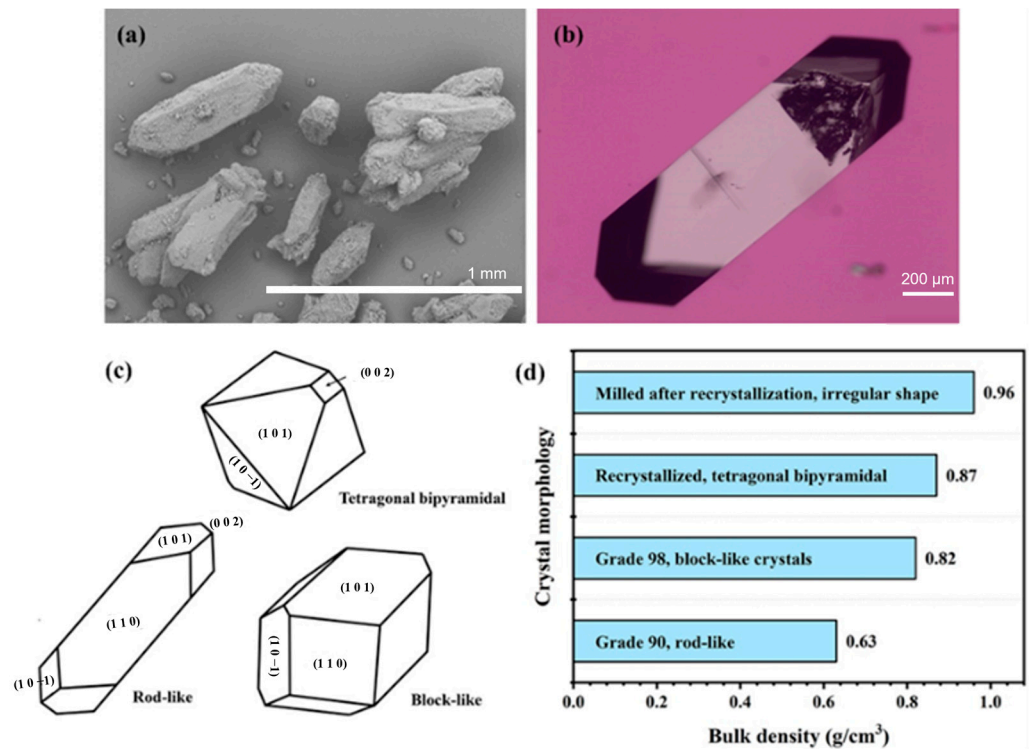 (a)
1 mm
(b)
200 μm
(c)
(0 0 2)
(1 0 1)
(1 0 −1)
Tetragonal bipyramidal
(0 0 2)
(1 0 1)
(1 1 0)
(1 0 −1)
Rod-like
(1 0 1)
(1 0 −1)
(1 1 0)
Block-like
(d)
Crystal morphology
Milled after recrystallization, irregular shape
0.96
Recrystallized, tetragonal bipyramidal
0.87
Grade 98, block-like crystals
0.82
Grade 90, rod-like
0.63
0.0 0.2 0.4 0.6 0.8 1.0
Bulk density (g/cm³)